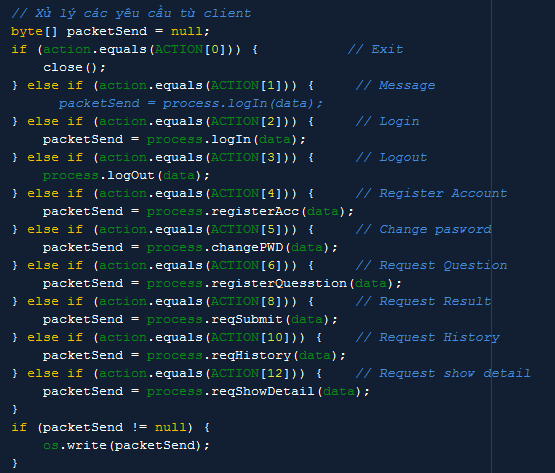 // Xử lý các yêu cầu từ client
byte[] packetSend = null;
if (action.equals(ACTION[0])) {           // Exit
    close();
} else if (action.equals(ACTION[1])) {     // Message
      packetSend = process.logIn(data);
} else if (action.equals(ACTION[2])) {     // Login
    packetSend = process.logIn(data);
} else if (action.equals(ACTION[3])) {     // Logout
    process.logOut(data);
} else if (action.equals(ACTION[4])) {     // Register Account
    packetSend = process.registerAcc(data);
} else if (action.equals(ACTION[5])) {     // Change pasword
    packetSend = process.changePWD(data);
} else if (action.equals(ACTION[6])) {     // Request Question
    packetSend = process.registerQuesstion(data);
} else if (action.equals(ACTION[8])) {     // Request Result
    packetSend = process.reqSubmit(data);
} else if (action.equals(ACTION[10])) {    // Request History
    packetSend = process.reqHistory(data);
} else if (action.equals(ACTION[12])) {    // Request show detail
    packetSend = process.reqShowDetail(data);
}
if (packetSend != null) {
    os.write(packetSend);
}